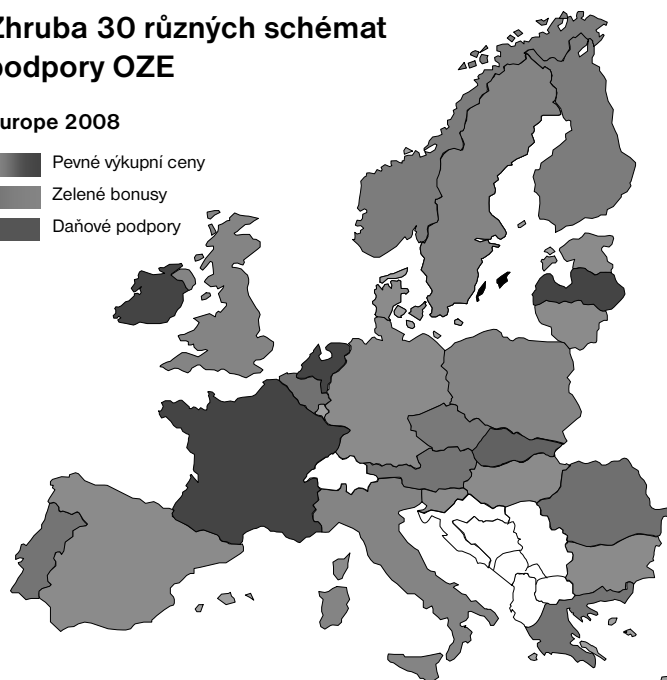 Zhruba 30 různých schémat
podpory OZE
urope 2008
Pevné výkupní ceny
Zelené bonusy
Daňové podpory